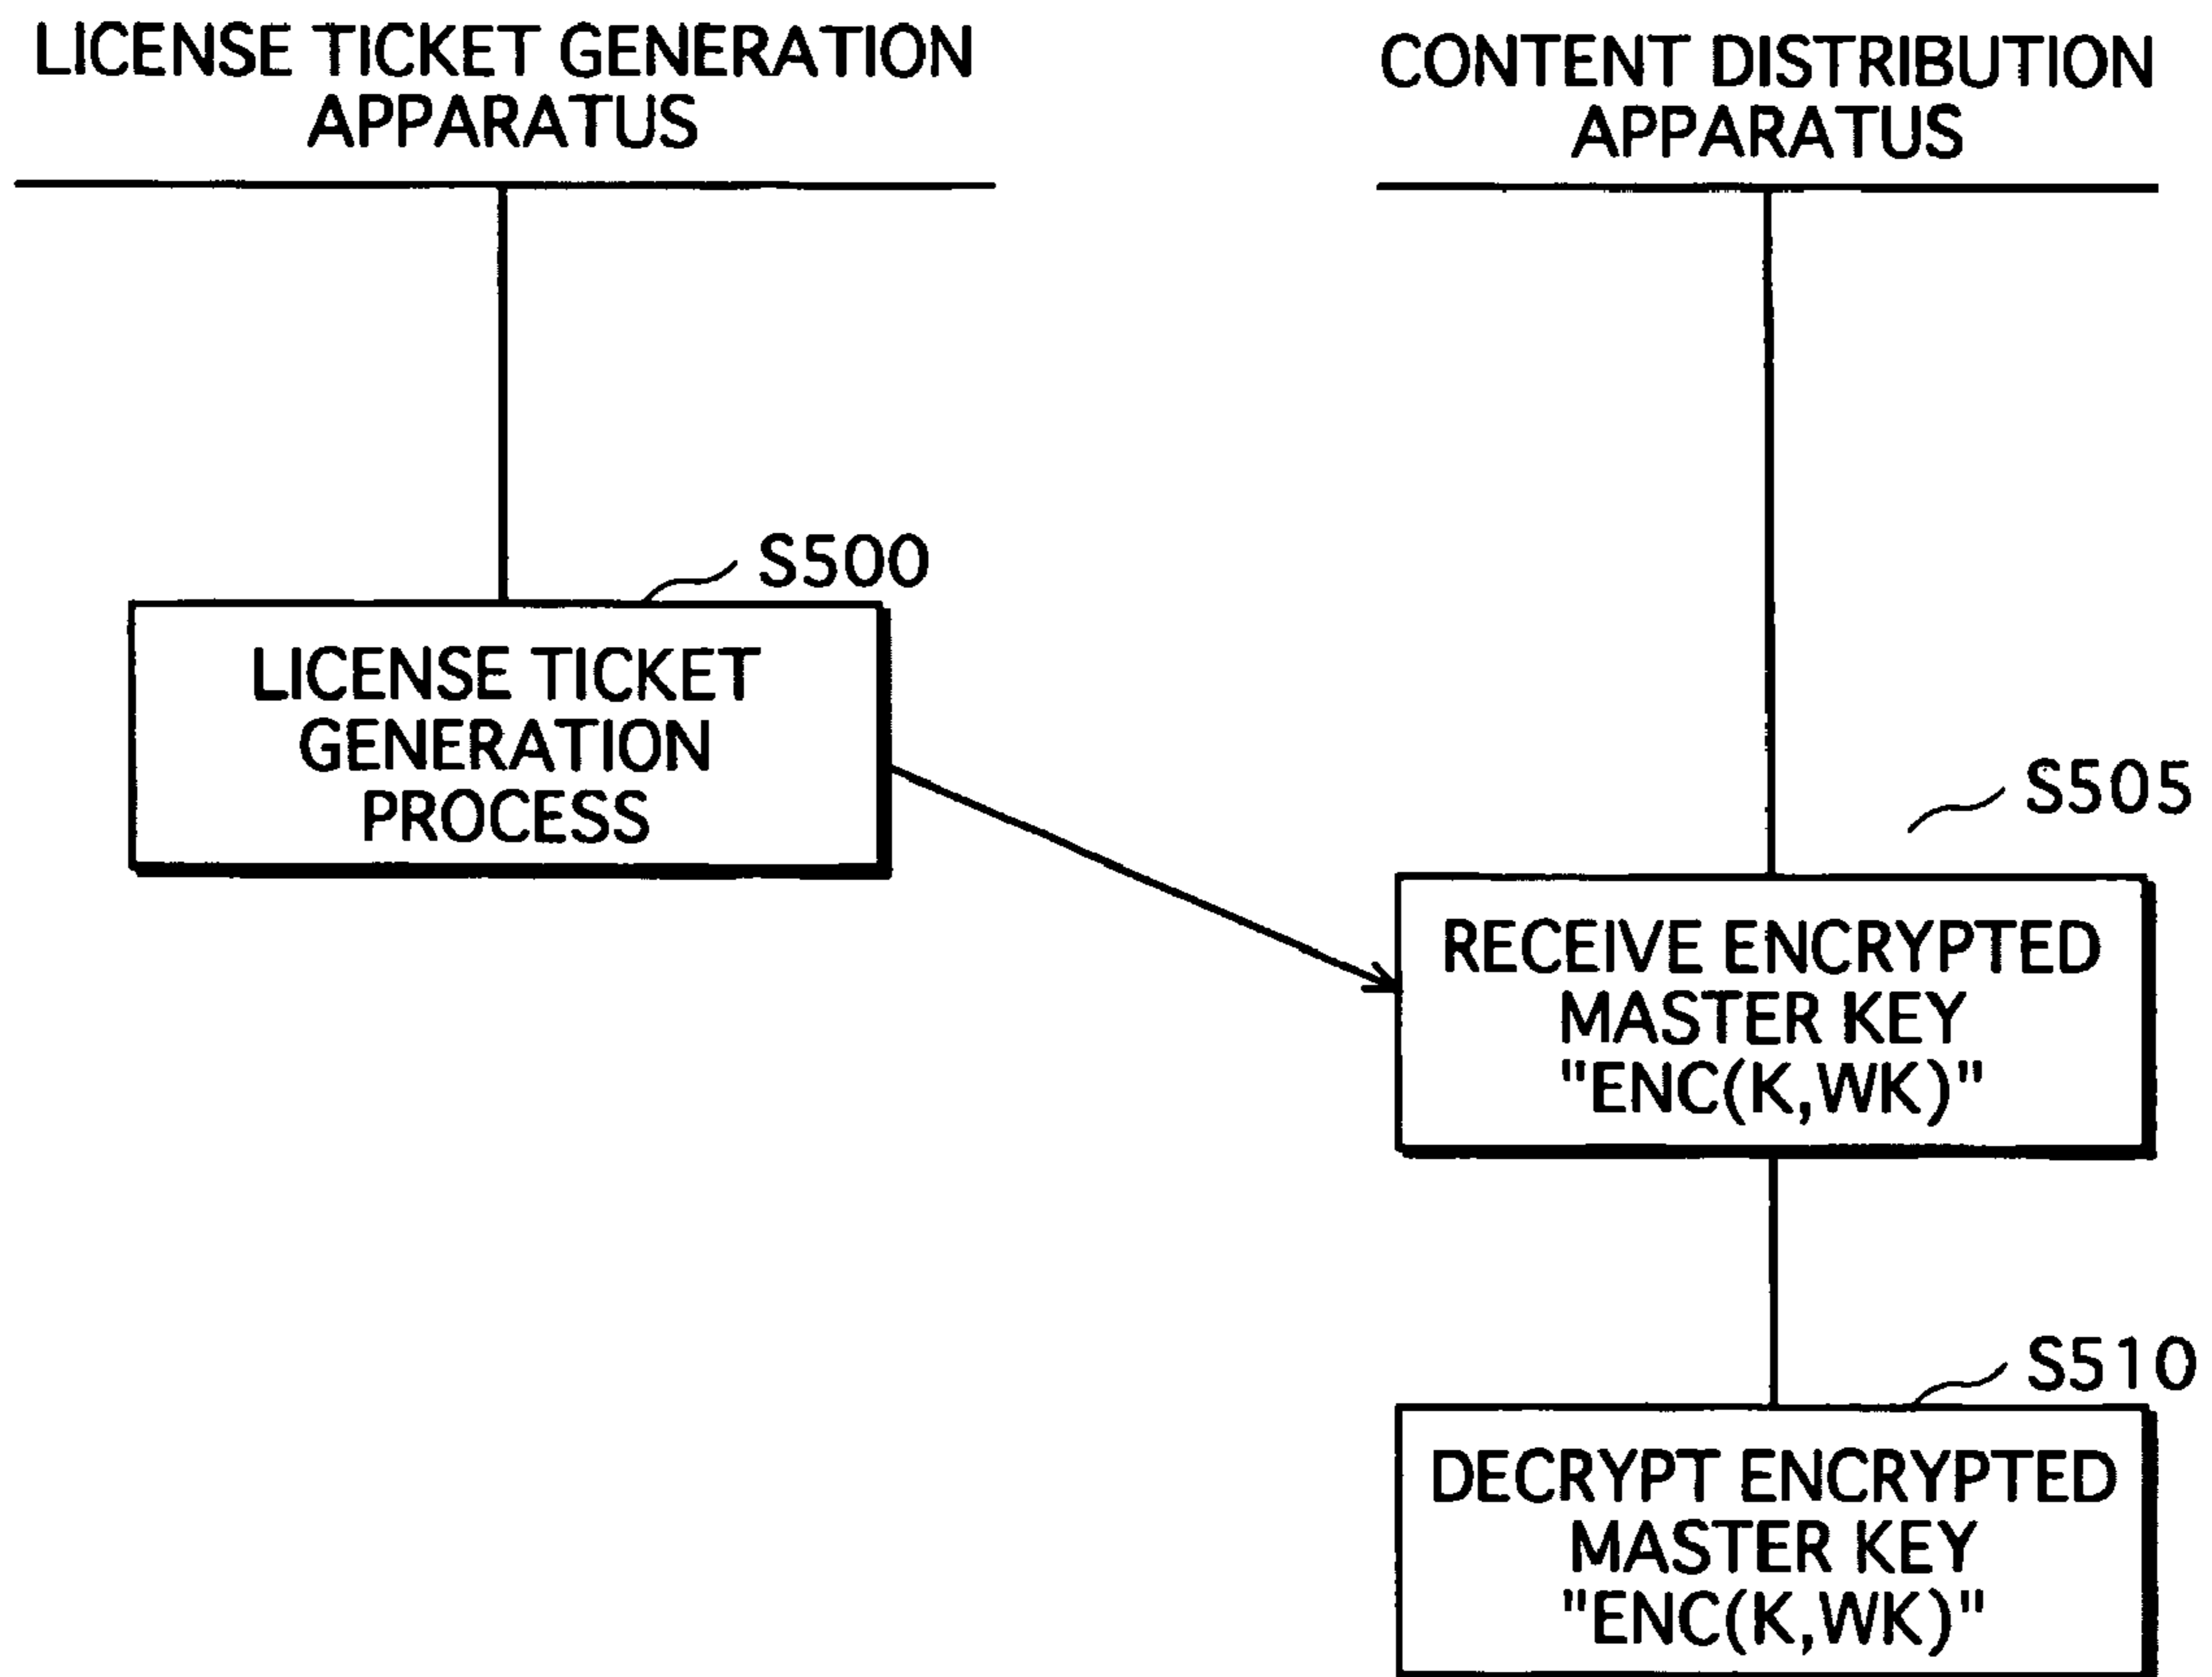 LICENSE TICKET GENERATION
APPARATUS
CONTENT DISTRIBUTION
APPARATUS
S500
LICENSE TICKET
GENERATION
PROCESS
S505
RECEIVE ENCRYPTED
MASTER KEY
"ENC(K,WK)"
S510
DECRYPT ENCRYPTED
MASTER KEY
"ENC(K,WK)"